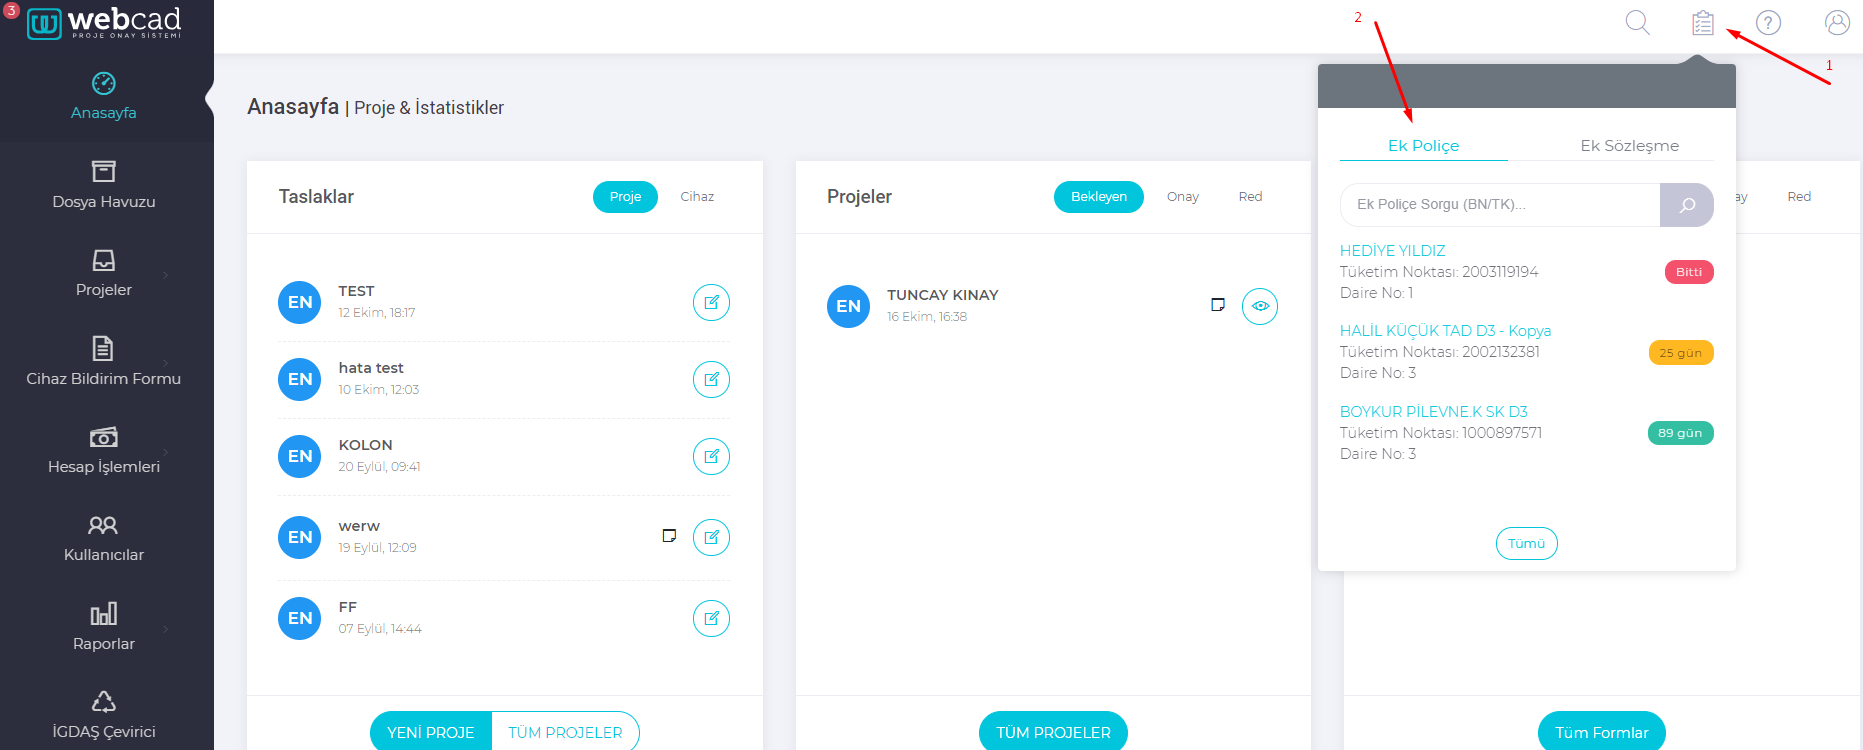 3
webcad
PROJE ONAY SİSTEMİ
Anasayfa
Dosya Havuzu
Projeler
Cihaz Bildirim Formu
Hesap İşlemleri
Kullanıcılar
Raporlar
İGDAŞ Çevirici
2
?
1
Anasayfa | Proje & İstatistikler
Taslaklar
Proje
Cihaz
EN
TEST
12 Ekim, 18:17
EN
hata test
10 Ekim, 12:03
EN
KOLON
20 Eylül, 09:41
EN
werw
19 Eylül, 12:09
EN
FF
07 Eylül, 14:44
YENİ PROJE
TÜM PROJELER
Projeler
Bekleyen
Onay
Red
EN
TUNCAY KINAY
16 Ekim, 16:38
TÜM PROJELER
ay
Red
Tüm Formlar
Ek Poliçe
Ek Sözleşme
Ek Poliçe Sorgu (BN/TK)...
HEDİYE YILDIZ
Tüketim Noktası: 2003119194
Daire No: 1
Bitti
HALİL KÜÇÜK TAD D3 - Kopya
Tüketim Noktası: 2002132381
Daire No: 3
25 gün
BOYKUR PİLEVNE.K SK D3
Tüketim Noktası: 1000897571
Daire No: 3
89 gün
Tümü